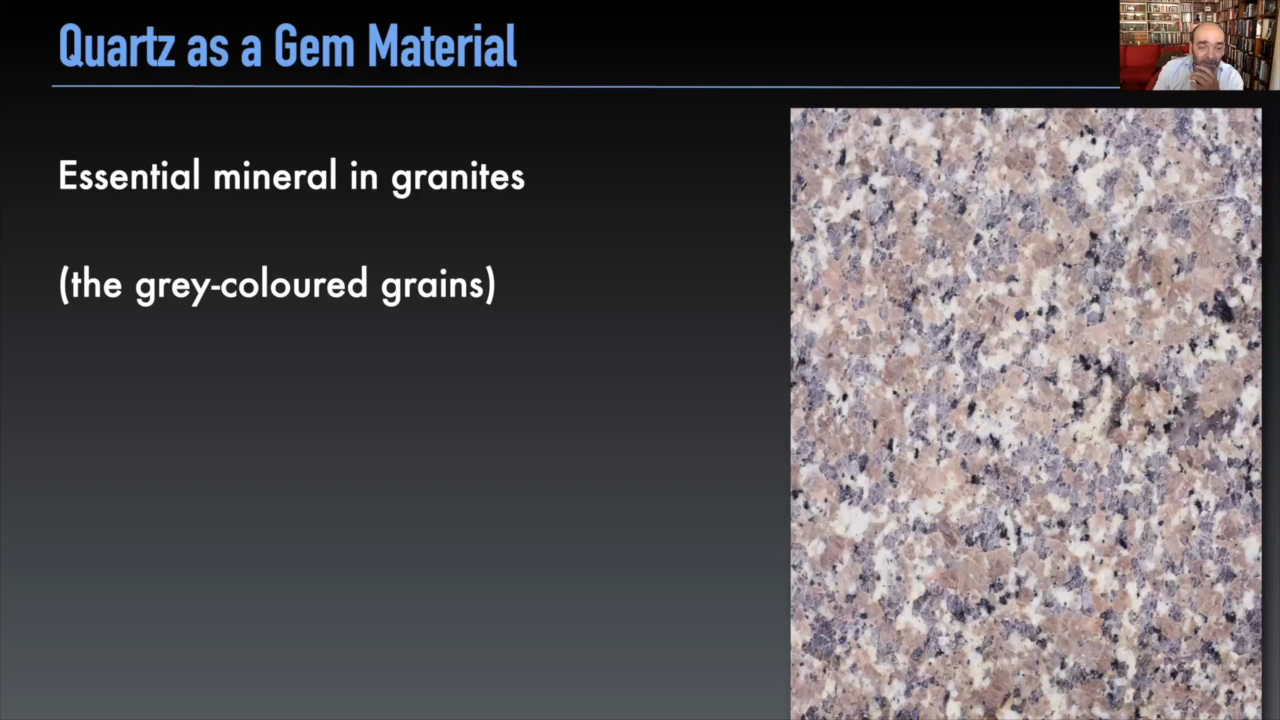 Quartz as a Gem Material
Essential mineral in granites
(the grey-coloured grains)